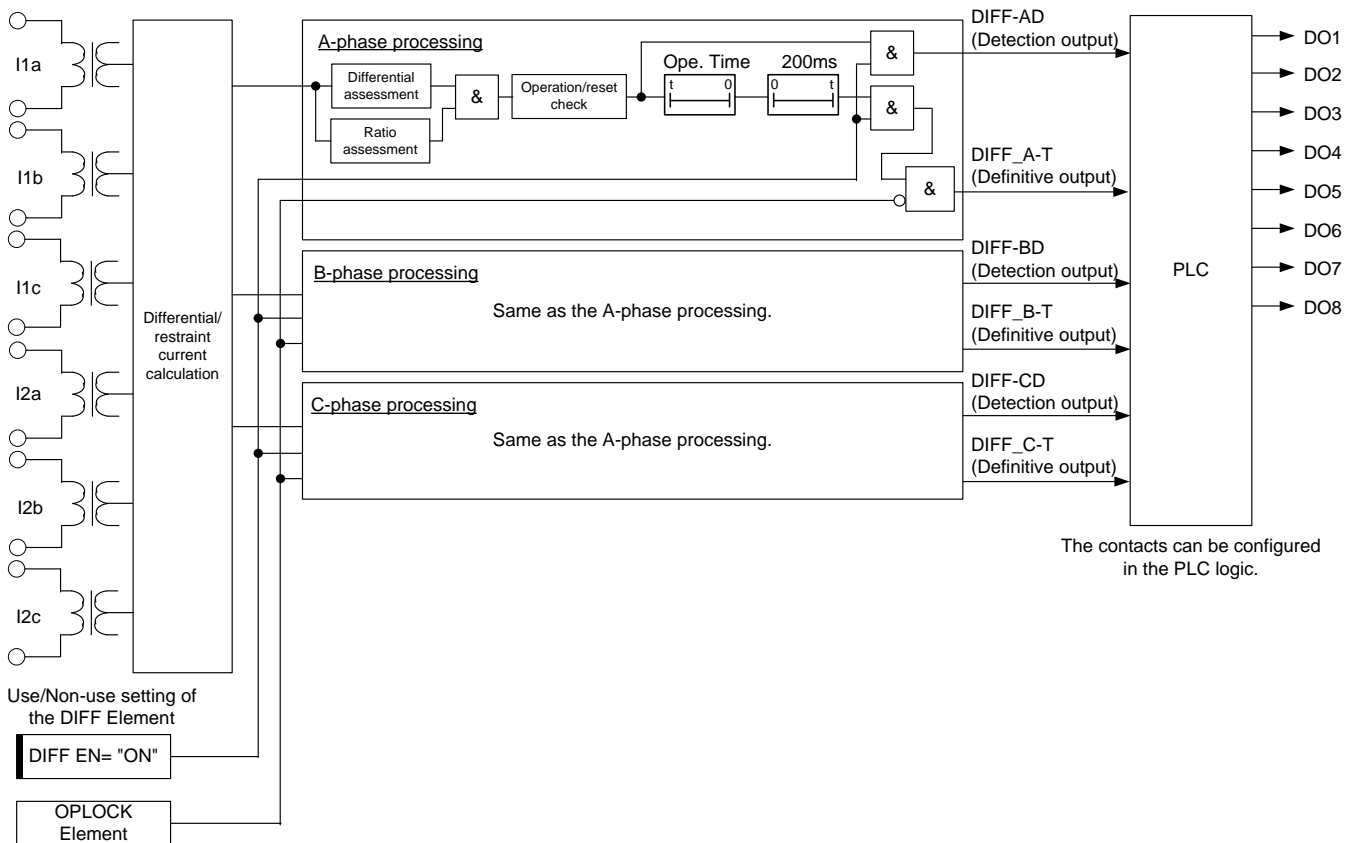 I1a
I1b
I1c
I2a
I2b
I2c
Differential/
restraint
current
calculation
A-phase processing
Differential
assessment
Ratio
assessment
&
Operation/reset
check
Ope. Time
t 0
200ms
0 t
&
&
&
DIFF-AD
(Detection output)
DIFF_A-T
(Definitive output)
B-phase processing
Same as the A-phase processing.
DIFF-BD
(Detection output)
DIFF_B-T
(Definitive output)
C-phase processing
Same as the A-phase processing.
DIFF-CD
(Detection output)
DIFF_C-T
(Definitive output)
PLC
DO1
DO2
DO3
DO4
DO5
DO6
DO7
DO8
The contacts can be configured
in the PLC logic.
Use/Non-use setting of
the DIFF Element
DIFF EN= "ON"
OPLOCK
Element